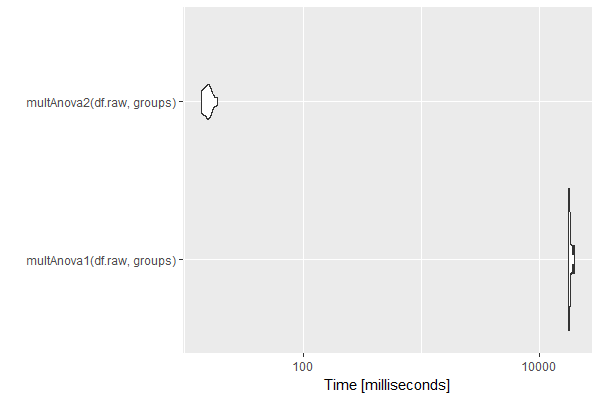 multAnova2(df.raw, groups)
multAnova1(df.raw, groups)
100
10000
Time [milliseconds]